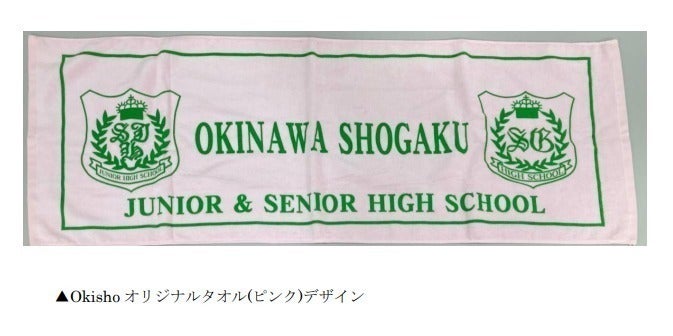 OKINAWA SHOGAKU
JUNIOR HIGH SCHOOL
SG
HIGH SCHOOL
JUNIOR & SENIOR HIGH SCHOOL
▲Okisho オリジナルタオル(ピンク)デザイン